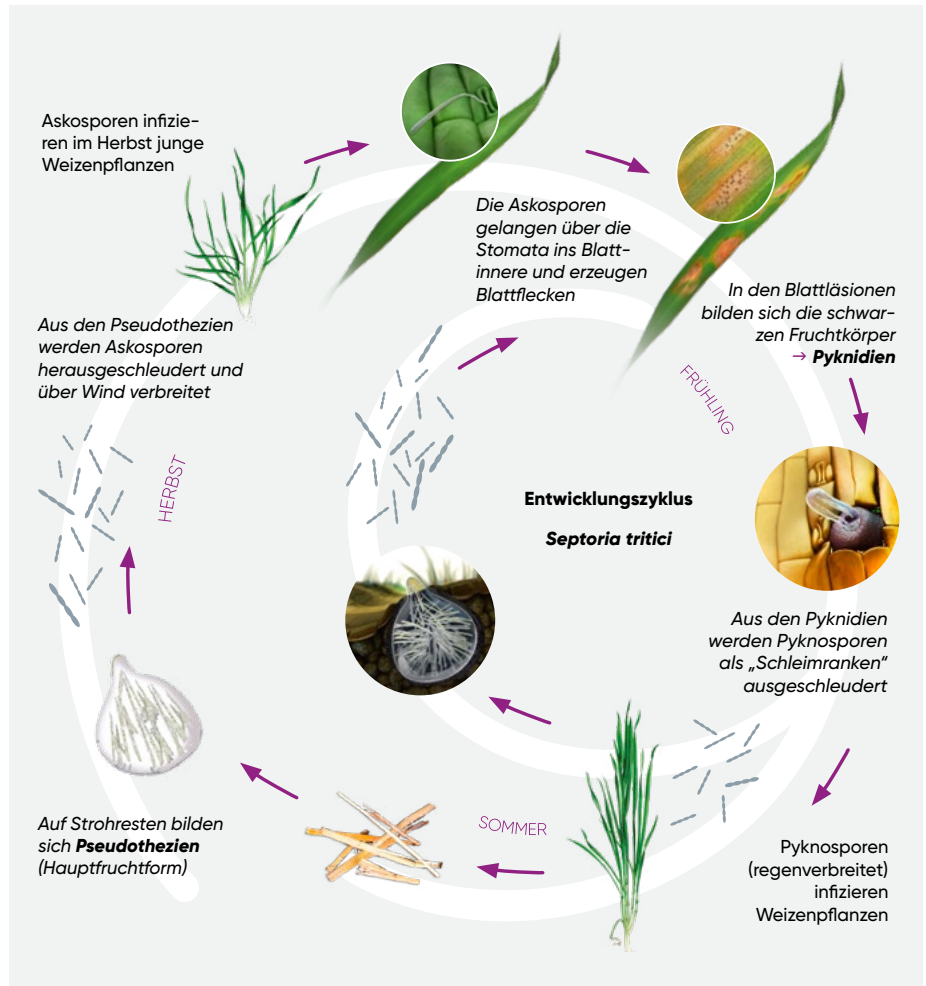 Askosporen infizie-
ren im Herbst junge
Weizenpflanzen
Die Askosporen
gelangen über die
Stomata ins Blatt-
innere und erzeugen
Blattflecken
In den Blattläsionen
bilden sich die schwar-
zen Fruchtkörper
→ Pyknidien
Aus den Pseudothezien
werden Askosporen
herausgeschleudert und
über Wind verbreitet
FRÜHLING
HERBST
Entwicklungszyklus
Septoria tritici
Aus den Pyknidien
werden Pyknosporen
als „Schleimranken“
ausgeschleudert
SOMMER
Auf Strohresten bilden
sich Pseudothezien
(Hauptfruchtform)
Pyknosporen
(regenverbreitet)
infizieren
Weizenpflanzen